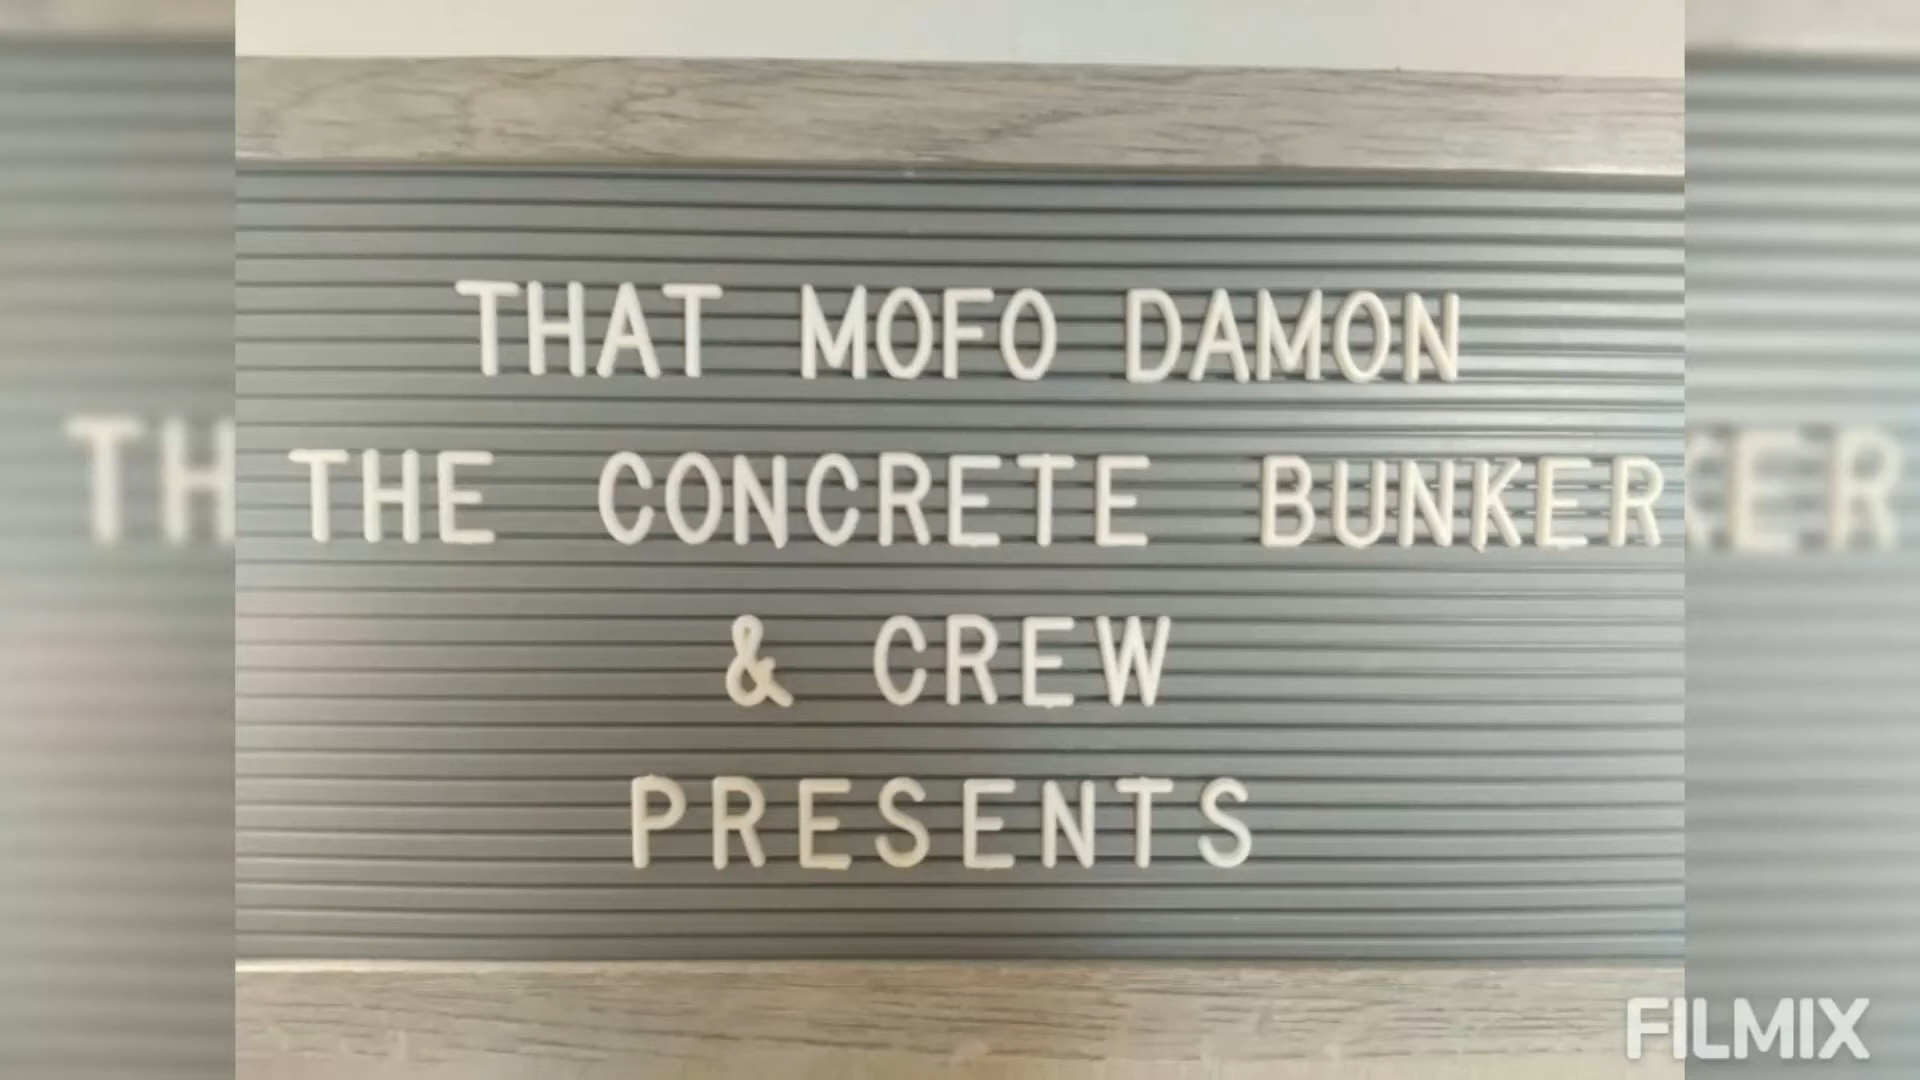 THAT MOFO DAMON
THE CONCRETE BUNKER
& CREW
PRESENTS
FILMIX